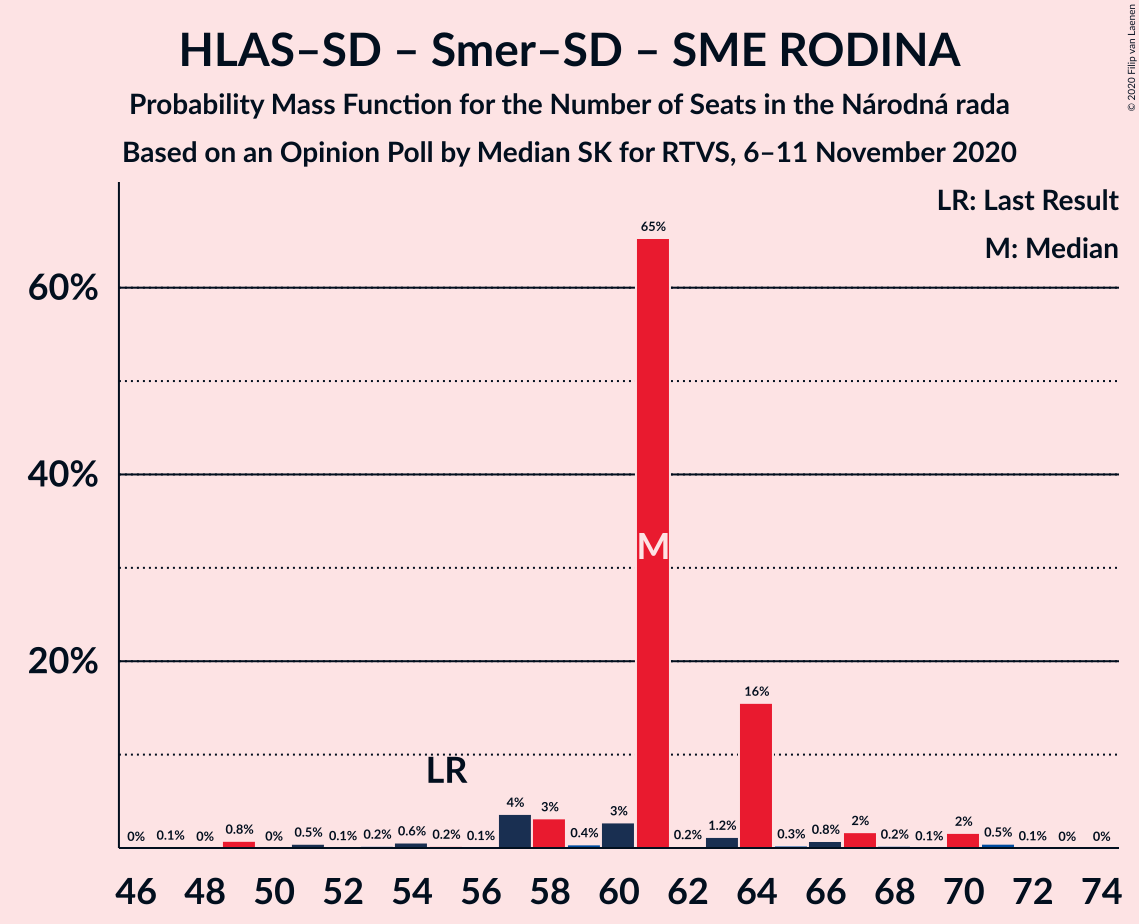 HLAS–SD – Smer–SD – SME RODINA
Probability Mass Function for the Number of Seats in the Národná rada
Based on an Opinion Poll by Median SK for RTVS, 6–11 November 2020
© 2020 Filip van Laenen
LR: Last Result
M: Median
60%
40%
20%
65%
M
16%
LR
0% 0.1% 0% 0.8% 0% 0.5% 0.1% 0.2% 0.6% 0.2% 0.1% 4% 3% 0.4% 3% 0.2% 1.2% 0.3% 0.8% 2% 0.2% 0.1% 2% 0.5% 0.1% 0% 0%
46 48 50 52 54 56 58 60 62 64 66 68 70 72 74